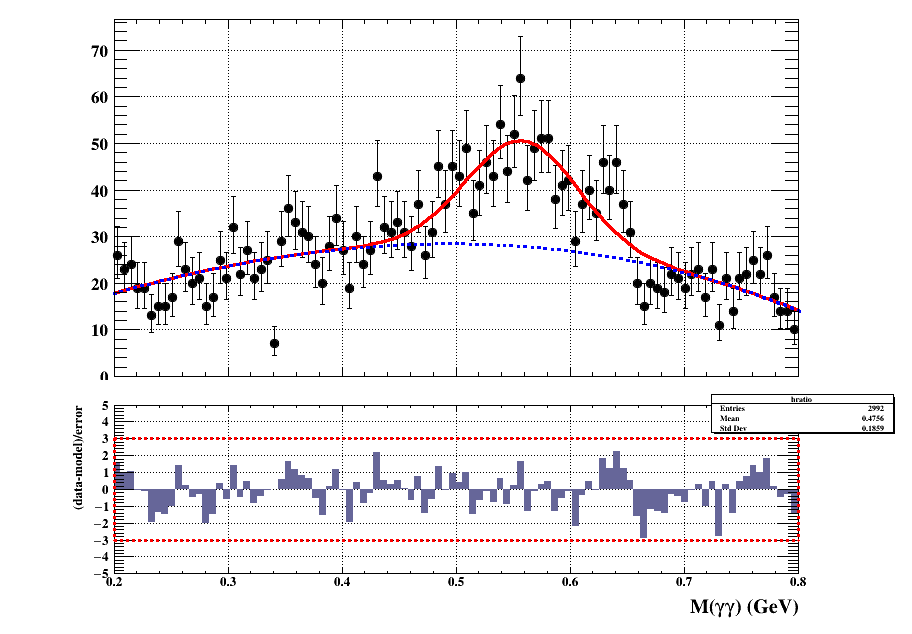 70
60
50
40
30
20
10
0
hratio
Entries 2992
Mean 0.4756
Std Dev 0.1859
(data-model)/error
5
4
3
2
1
0
−1
−2
−3
−4
−5
0.2 0.3 0.4 0.5 0.6 0.7 0.8
M(γγ) (GeV)